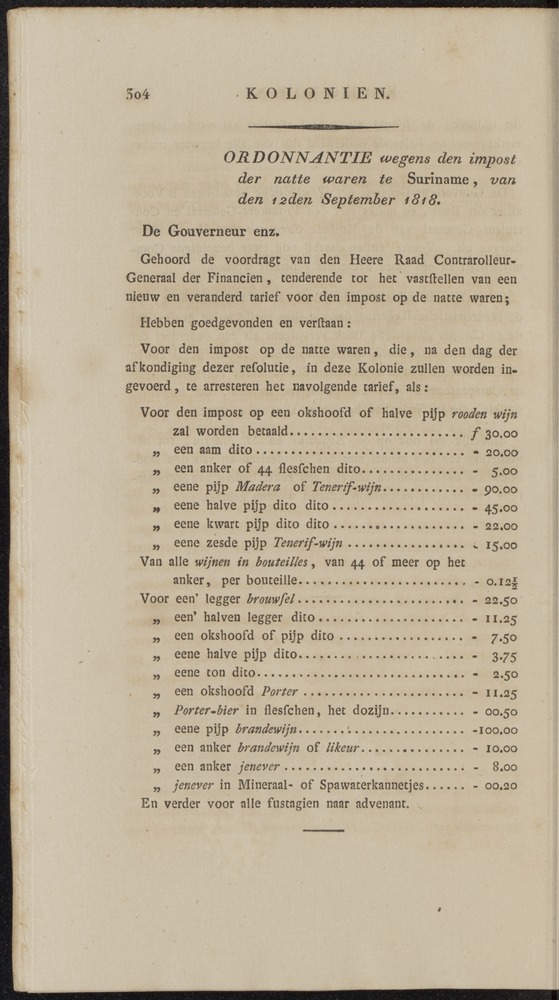 304 KOLONIEN.
ORDONNANTIE wegens den impost
der natte waren te Suriname, van
den 12den September 1818.
De Gouverneur enz.
Gehoord de voordragt van den Heere Raad Contrarolleur-
Generaal der Financien, tenderende tot het vastſtellen van een
nieuw en veranderd tarief voor den impost op de natte waren;
Hebben goedgevonden en verſtaan:
Voor den impost op de natte waren, die, na den dag der
afkondiging dezer reſolutie, in deze Kolonie zullen worden in-
gevoerd, te arresteren het navolgende tarief, als:
Voor den impost op een okshoofd of halve pijp rooden wijn
zal worden betaald........................ ƒ 30.00
„ een aam dito ............................. - 20.00
„ een anker of 44 flesſchen dito............... - 5.00
„ eene pijp Madera of Tenerif-wijn............ - 90.00
„ eene halve pijp dito dito ................... - 45.00
„ eene kwart pijp dito dito ................... - 22.00
„ eene zesde pijp Tenerif-wijn ................. - 15.00
Van alle wijnen in bouteilles, van 44 of meer op het
anker, per bouteille......................... - 0.12½
Voor een' legger brouwſel......................... - 22.50
„ een' halven legger dito...................... - 11.25
„ een okshoofd of pijp dito ................... - 7.50
„ eene halve pijp dito......................... - 3.75
„ eene ton dito................................ - 2.50
„ een okshoofd Porter ........................ - 11.25
„ Porter-bier in flesſchen, het dozijn........... - 00.50
„ eene pijp brandewijn......................... -100.00
„ een anker brandewijn of likeur................ - 10.00
„ een anker jenever ........................... - 8.00
„ jenever in Mineraal- of Spawaterkannetjes...... - 00.20
En verder voor alle fustagien naar advenant.